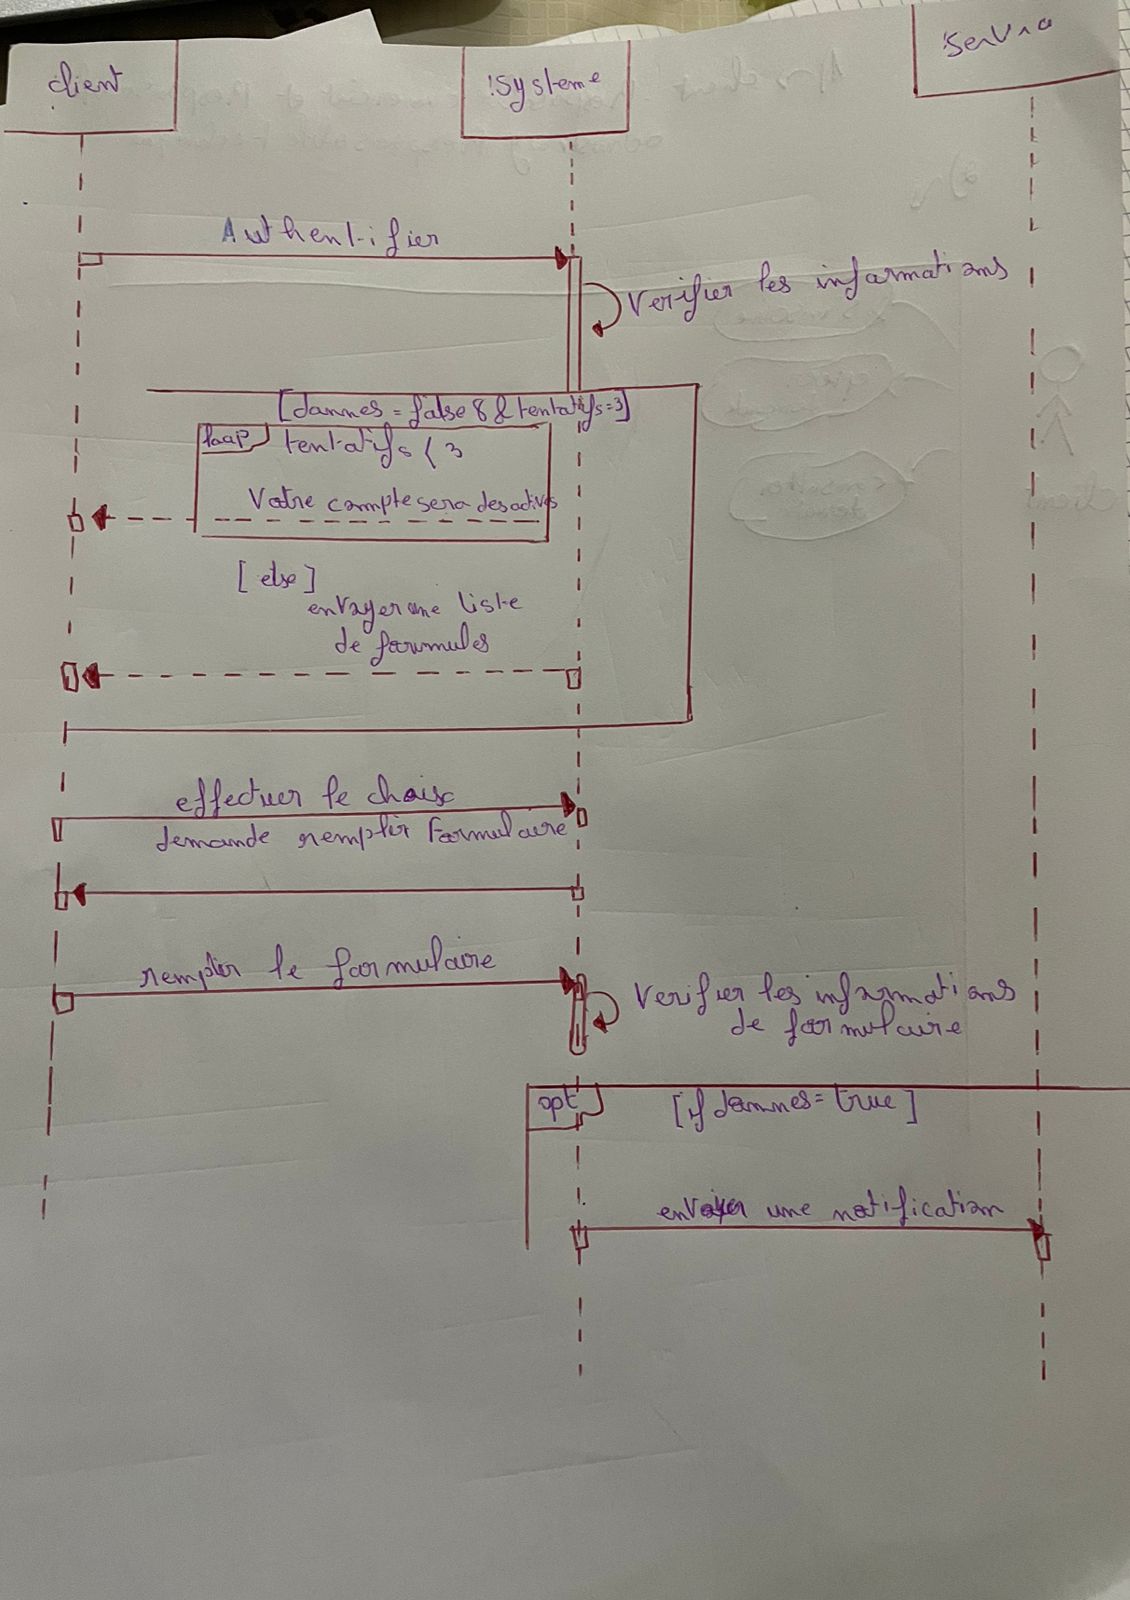 client
:Systeme
Authentifier
Verifier les informations
[donnes = false & & tentatifs = 3]
loop
tentatifs < 3
Votre compte sera desactives
[else]
envoyer une liste
de formules
effectuer le choix
demande remplir Formulaire
remplir le formulaire
Verifier les informations
de formulaire
opt
[if donnes = true]
envoyer une notification